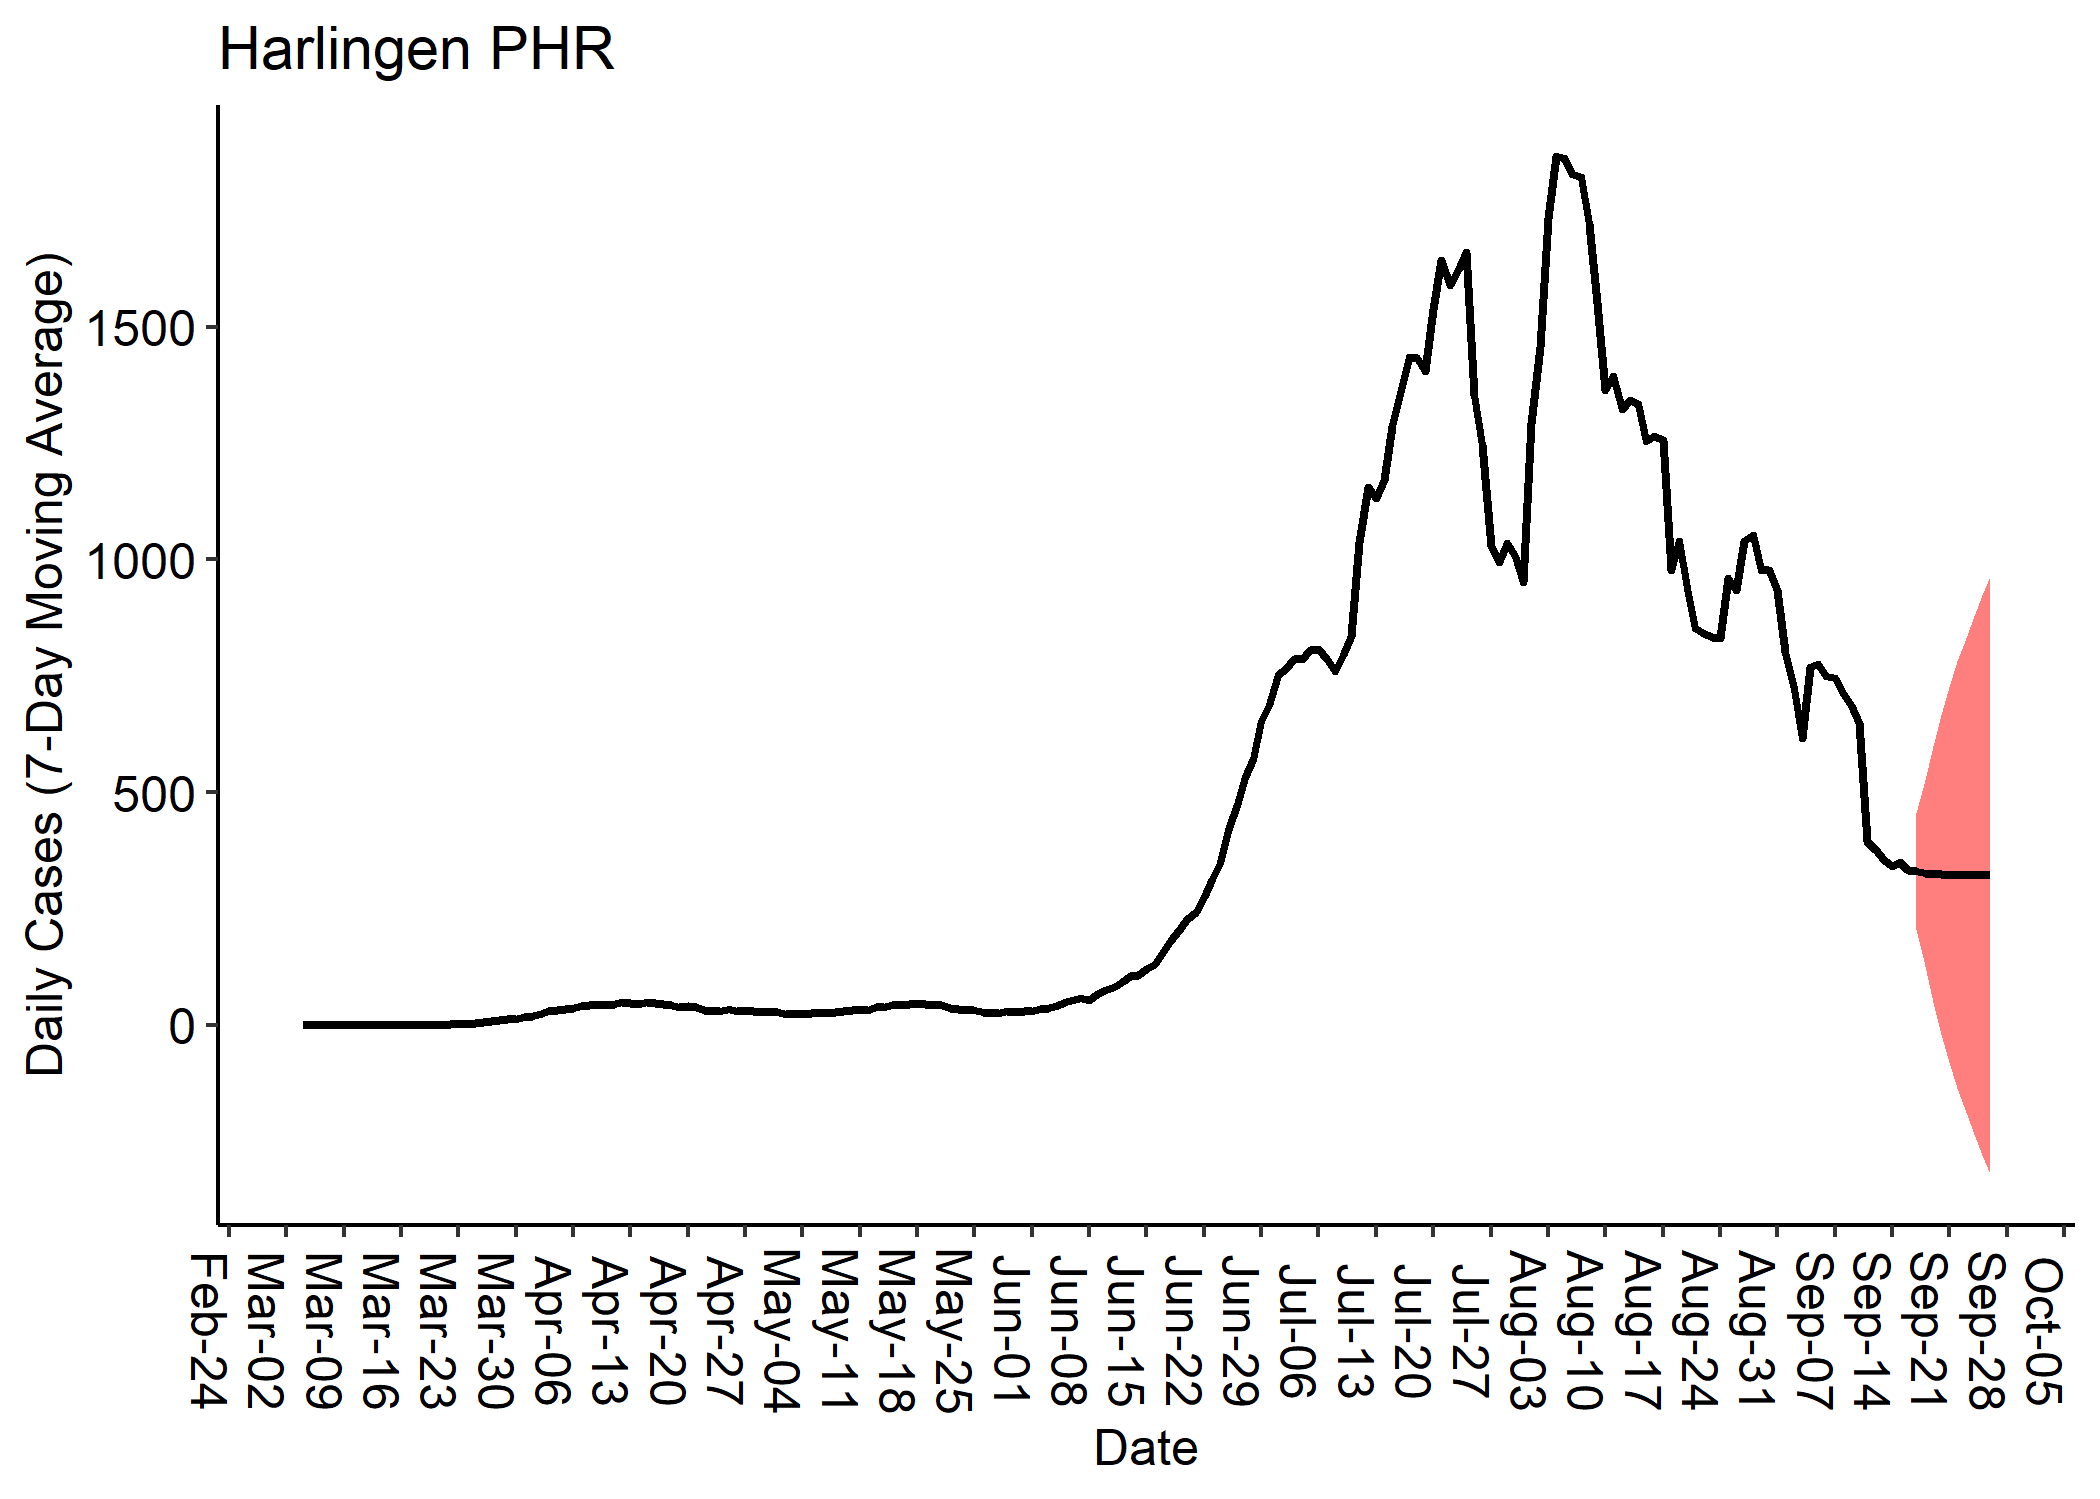 Harlingen PHR
Daily Cases (7-Day Moving Average)
1500
1000
500
0
Feb-24
Mar-02
Mar-09
Mar-16
Mar-23
Mar-30
Apr-06
Apr-13
Apr-20
Apr-27
May-04
May-11
May-18
May-25
Jun-01
Jun-08
Jun-15
Jun-22
Jun-29
Jul-06
Jul-13
Jul-20
Jul-27
Aug-03
Aug-10
Aug-17
Aug-24
Aug-31
Sep-07
Sep-14
Sep-21
Sep-28
Oct-05
Date